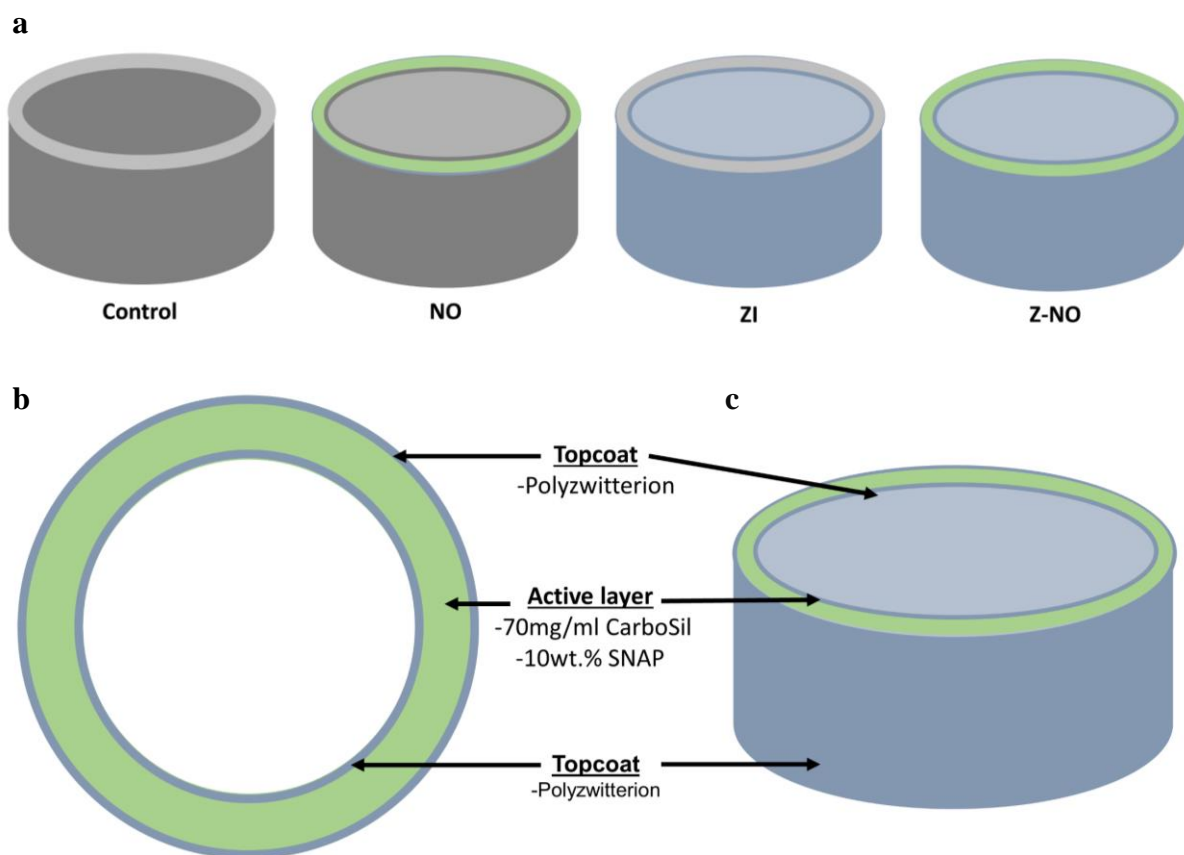 a
Control
NO
ZI
Z-NO
b
c
Topcoat
-Polyzwitterion
Active layer
-70mg/ml CarboSil
-10wt.% SNAP
Topcoat
-Polyzwitterion